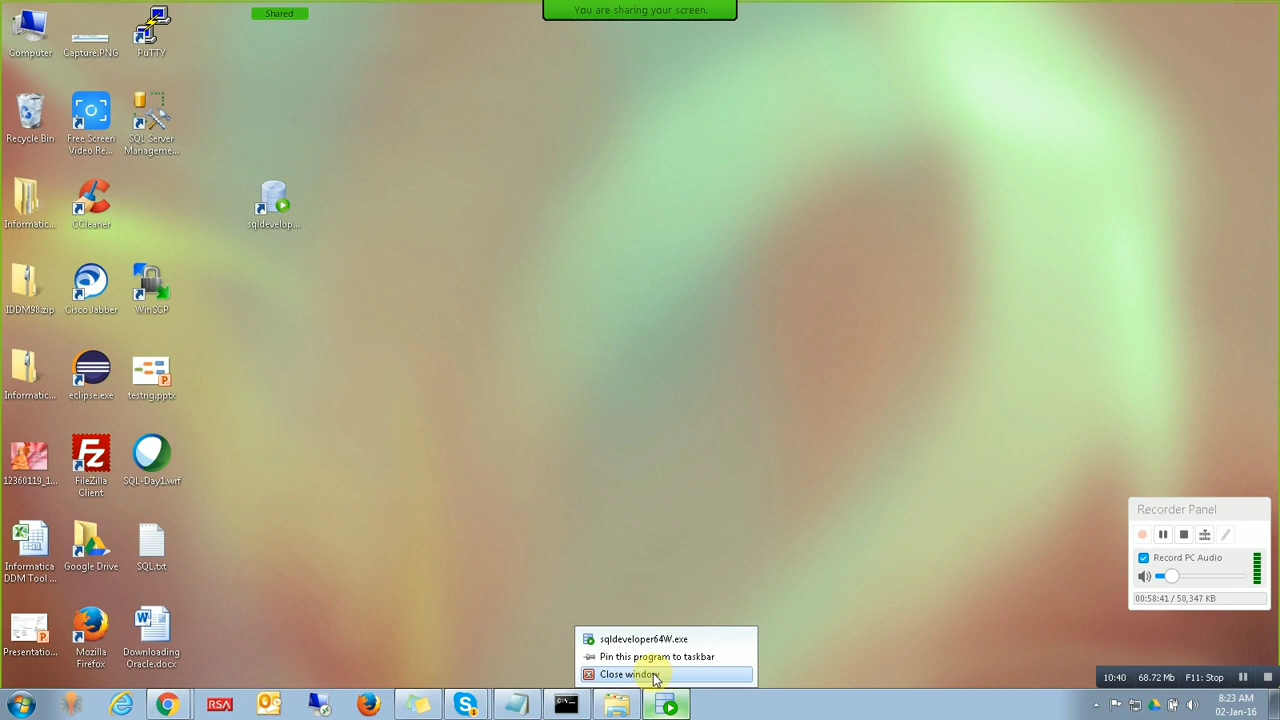 You are sharing your screen.
Shared
Computer
Capture.PNG
PuTTY
Recycle Bin
Free Screen
Video Re...
SQL Server
Manageme...
Informatic...
CCleaner
sqldevelop...
IDDM98.zip
Cisco Jabber
WinSCP
Informatic...
eclipse.exe
testng.pptx
12360119_1...
FileZilla
Client
SQL-Day1.wrf
Informatica
DDM Tool ...
Google Drive
SQL.txt
Presentatio...
Mozilla
Firefox
Downloading
Oracle.docx
Recorder Panel
Record PC Audio
00:58:41 / 50,347 KB
sqldeveloper64W.exe
Pin this program to taskbar
Close window
10:40 68.72 Mb F11: Stop
RSA
8:23 AM
02-Jan-16